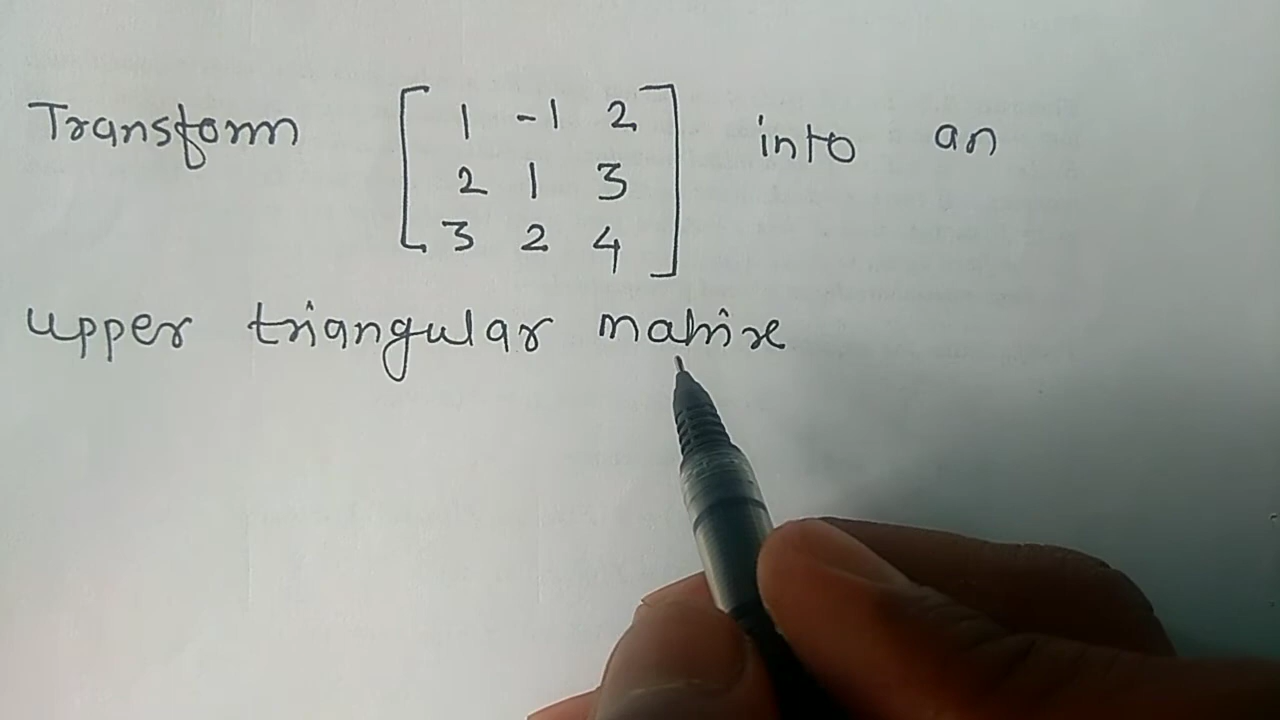 Transform [ 1 -1 2 ] into an
2 1 3
3 2 4
upper triangular matrix